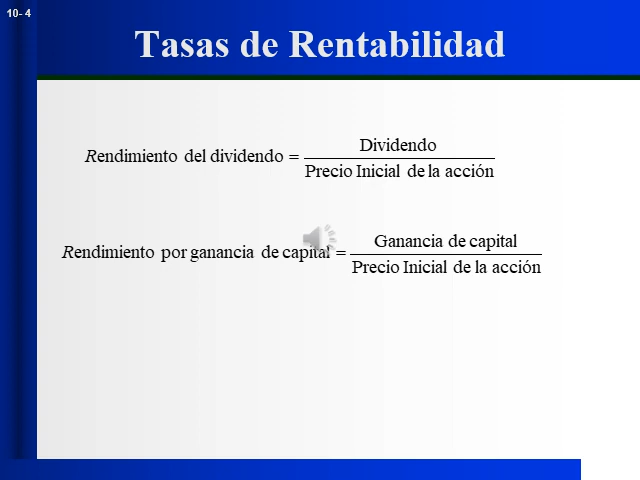 10- 4
Tasas de Rentabilidad
Rendimiento del dividendo = Dividendo / Precio Inicial de la acción
Rendimiento por ganancia de capital = Ganancia de capital / Precio Inicial de la acción